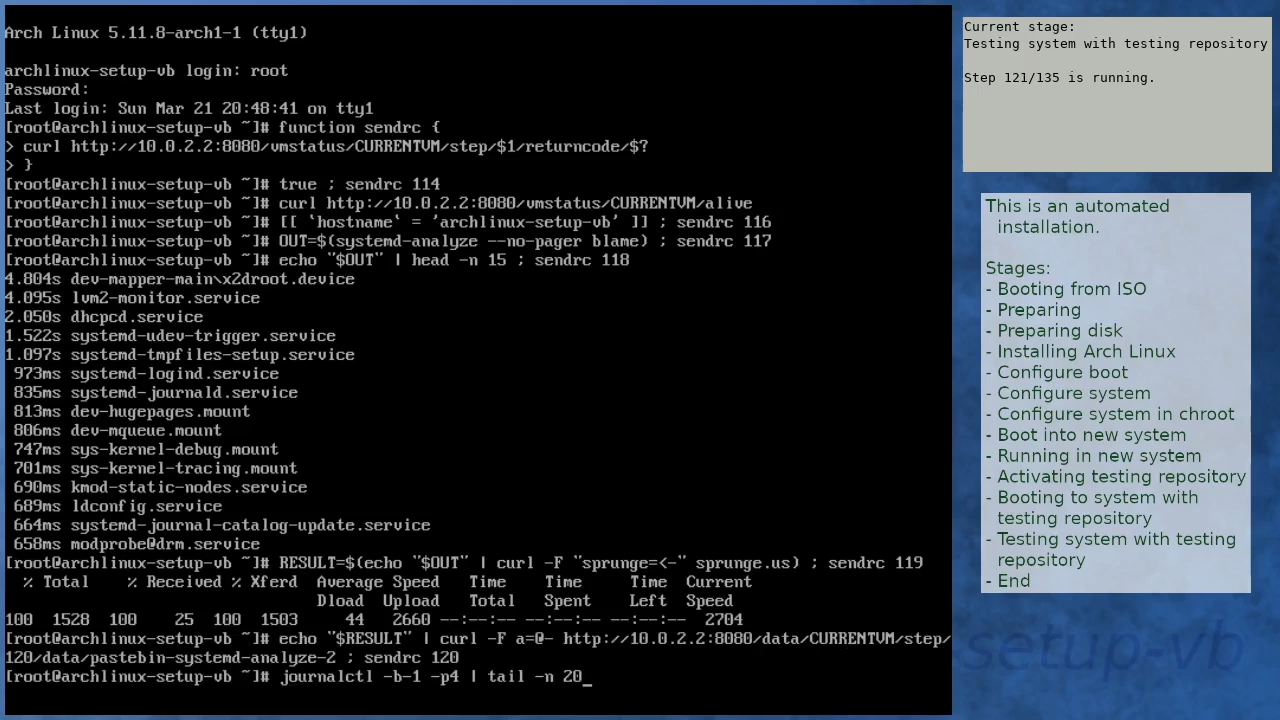 Arch Linux 5.11.8-arch1-1 (tty1)
archlinux-setup-vb login: root
Password:
Last login: Sun Mar 21 20:48:41 on tty1
[root@archlinux-setup-vb ~]# function sendrc {
> curl http://10.0.2.2:8080/vmstatus/CURRENTVM/step/$1/returncode/$?
> }
[root@archlinux-setup-vb ~]# true ; sendrc 114
[root@archlinux-setup-vb ~]# curl http://10.0.2.2:8080/vmstatus/CURRENTVM/alive
[root@archlinux-setup-vb ~]# [[ `hostname` = 'archlinux-setup-vb' ]] ; sendrc 116
[root@archlinux-setup-vb ~]# OUT=$(systemd-analyze --no-pager blame) ; sendrc 117
[root@archlinux-setup-vb ~]# echo "$OUT" | head -n 15 ; sendrc 118
4.804s dev-mapper-main\x2droot.device
4.095s lvm2-monitor.service
2.050s dhcpcd.service
1.522s systemd-udev-trigger.service
1.097s systemd-tmpfiles-setup.service
973ms systemd-logind.service
835ms systemd-journald.service
813ms dev-hugepages.mount
806ms dev-mqueue.mount
747ms sys-kernel-debug.mount
701ms sys-kernel-tracing.mount
690ms kmod-static-nodes.service
689ms ldconfig.service
664ms systemd-journal-catalog-update.service
658ms modprobe@drm.service
[root@archlinux-setup-vb ~]# RESULT=$(echo "$OUT" | curl -F "sprunge=<-" sprunge.us) ; sendrc 119
% Total % Received % Xferd Average Speed Time Time Time Current
Dload Upload Total Spent Left Speed
100 1528 100 25 100 1503 44 2660 --:--:-- --:--:-- --:--:-- 2704
[root@archlinux-setup-vb ~]# echo "$RESULT" | curl -F a=@- http://10.0.2.2:8080/data/CURRENTVM/step/
120/data/pastebin-systemd-analyze-2 ; sendrc 120
[root@archlinux-setup-vb ~]# journalctl -b-1 -p4 | tail -n 20_
Current stage:
Testing system with testing repository
Step 121/135 is running.
This is an automated
installation.
Stages:
- Booting from ISO
- Preparing
- Preparing disk
- Installing Arch Linux
- Configure boot
- Configure system
- Configure system in chroot
- Boot into new system
- Running in new system
- Activating testing repository
- Booting to system with
testing repository
- Testing system with testing
repository
- End
setup-vb